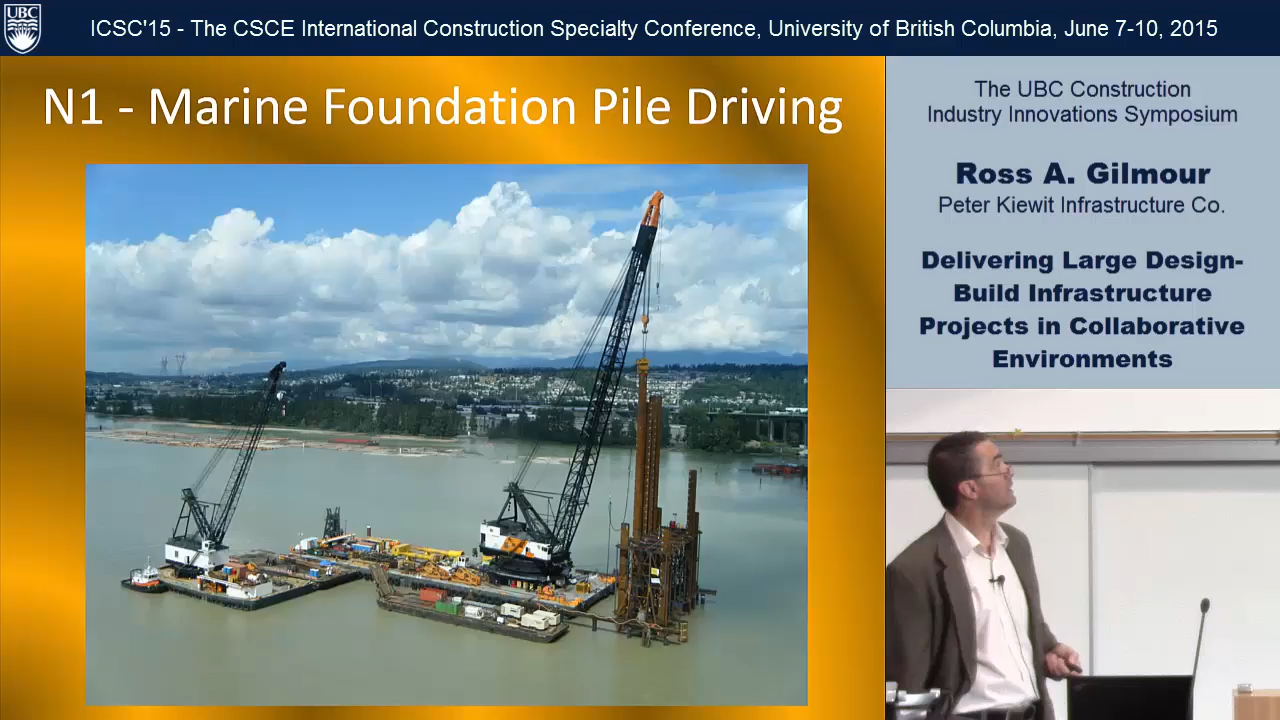 UBC
ICSC'15 - The CSCE International Construction Specialty Conference, University of British Columbia, June 7-10, 2015
N1 - Marine Foundation Pile Driving
The UBC Construction
Industry Innovations Symposium
Ross A. Gilmour
Peter Kiewit Infrastructure Co.
Delivering Large Design-
Build Infrastructure
Projects in Collaborative
Environments